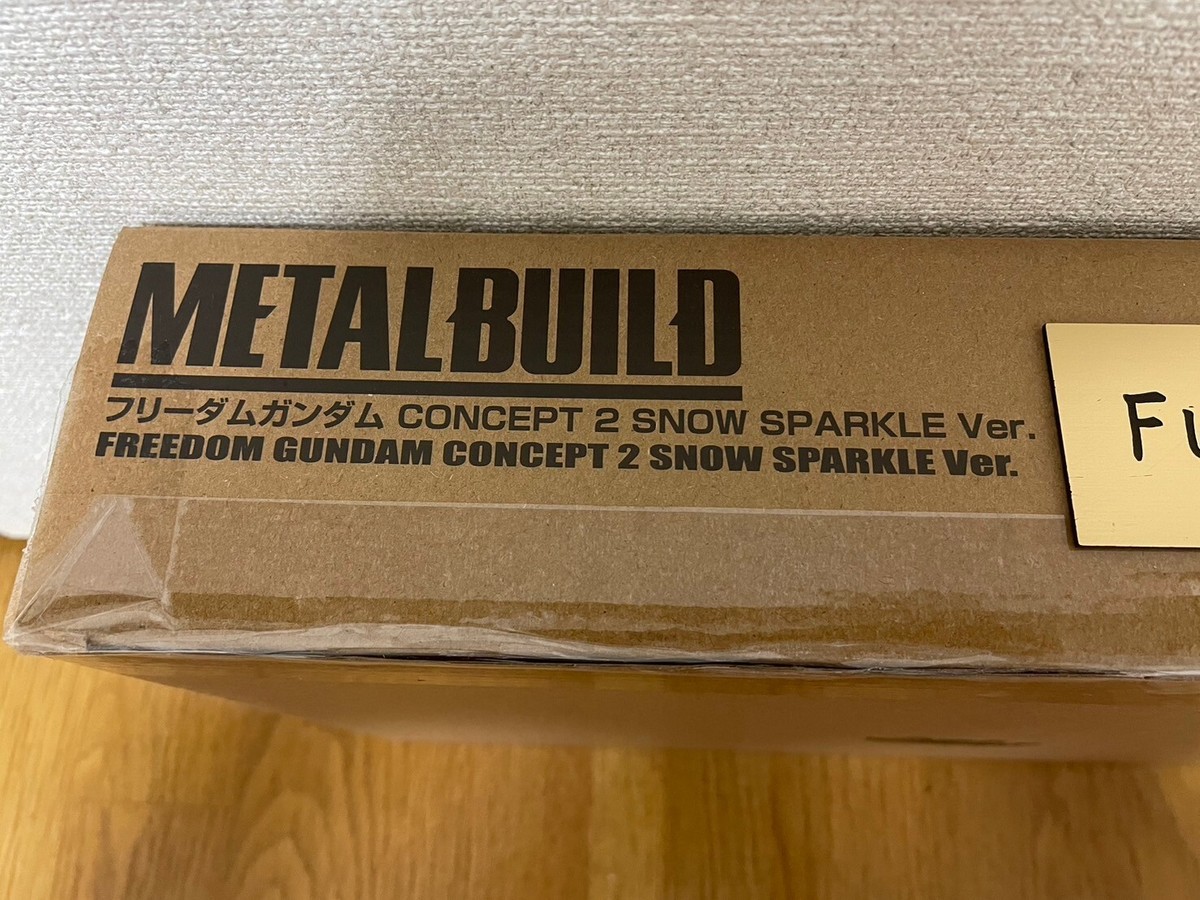 METAL BUILD
フリーダムガンダム CONCEPT 2 SNOW SPARKLE Ver.
FREEDOM GUNDAM CONCEPT 2 SNOW SPARKLE Ver.